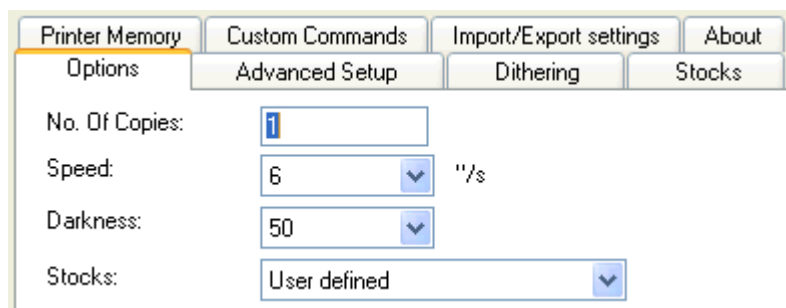 Printer Memory Custom Commands Import/Export settings About
Options Advanced Setup Dithering Stocks
No. Of Copies: 1
Speed: 6 "/s
Darkness: 50
Stocks: User defined